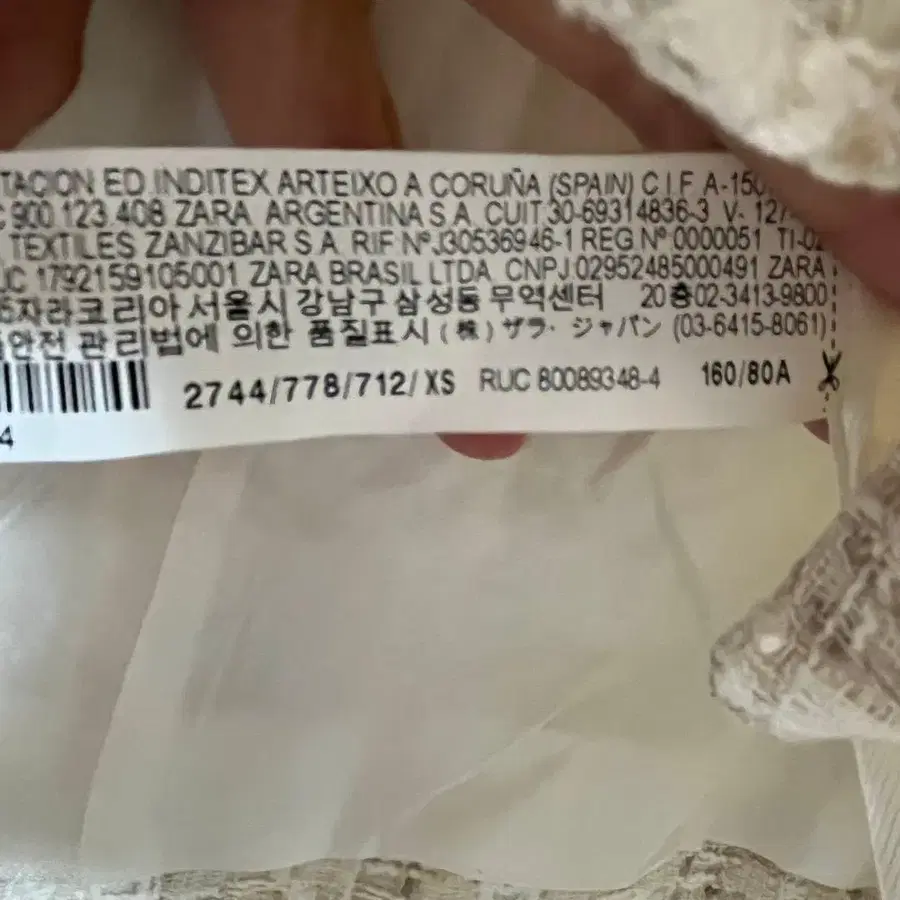 TACION ED.INDITEX ARTEIXO A CORUÑA (SPAIN) C.I.F. A-150
900 123 408 ZARA ARGENTINA S.A. CUIT 30-69314836-3 V-
TEXTILES ZANZIBAR S.A. RIF Nº J30536946-1 REG.Nº 0000051
1792159105001 ZARA BRASIL LTDA. CNPJ 02952485000491 ZARA
자라코리아 서울시 강남구 삼성동 무역센터 20층 02-3413-9800
안전 관리법에 의한 품질표시 (株) ザラ・ジャパン (03-6415-8061)
2744/778/712/XS RUC 80089348-4 160/80A
4